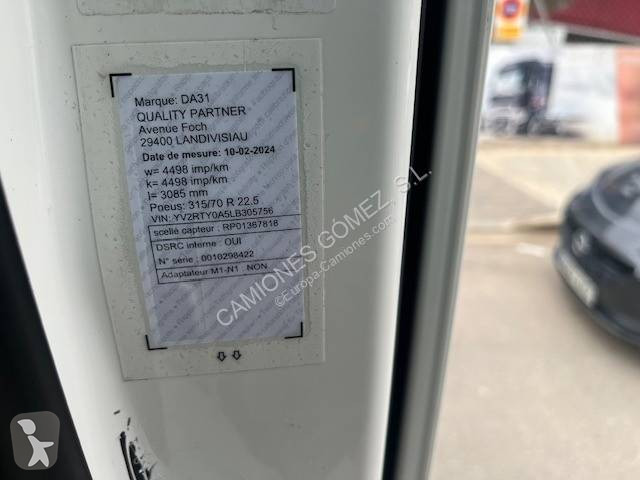 Marque: DA31
QUALITY PARTNER
Avenue Foch
29400 LANDIVISIAU
Date de mesure: 10-02-2024
w= 4498 imp/km
k= 4498 imp/km
l= 3085 mm
Pneus: 315/70 R 22.5
VIN: YV2RTY0A5LB305756
scellé capteur : RP01367818
DSRC interne : OUI
N° série : 0010298422
Adaptateur M1-N1 : NON
CAMIONES GÓMEZ, S.L.
©Europa-Camiones.com